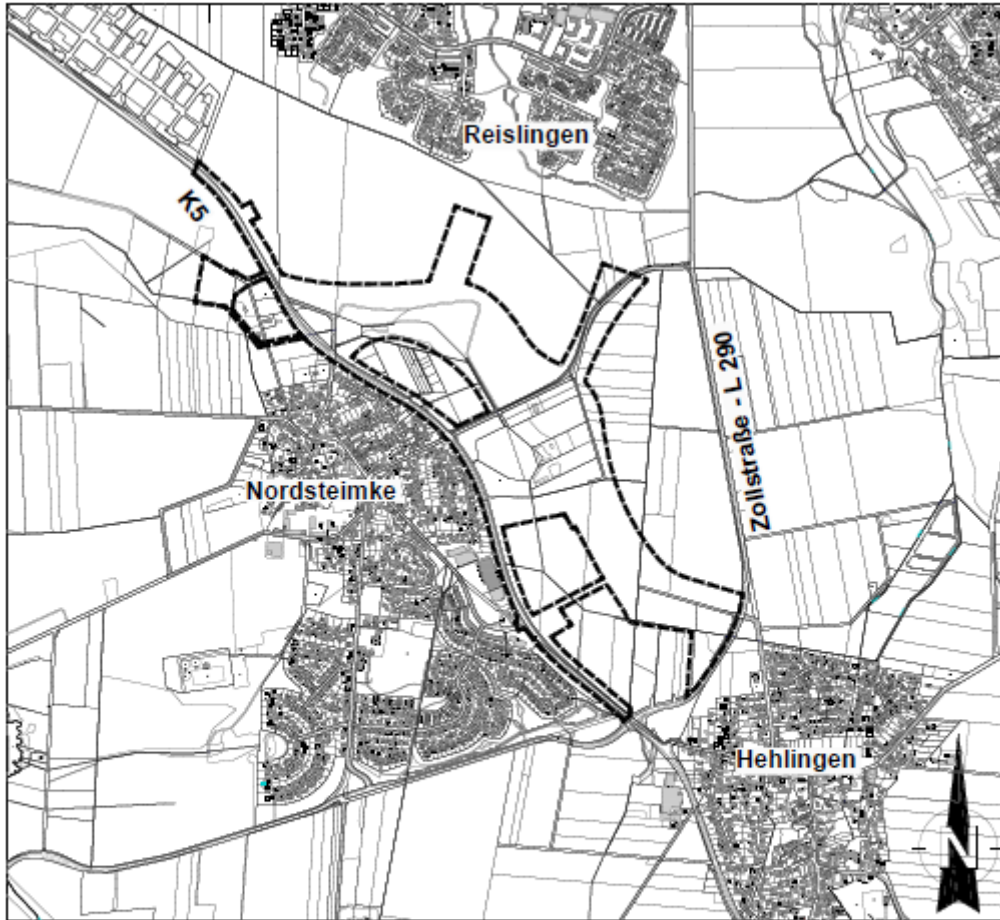 Reislingen
K5
Zollstraße - L 290
Nordsteimke
Hehlingen
N